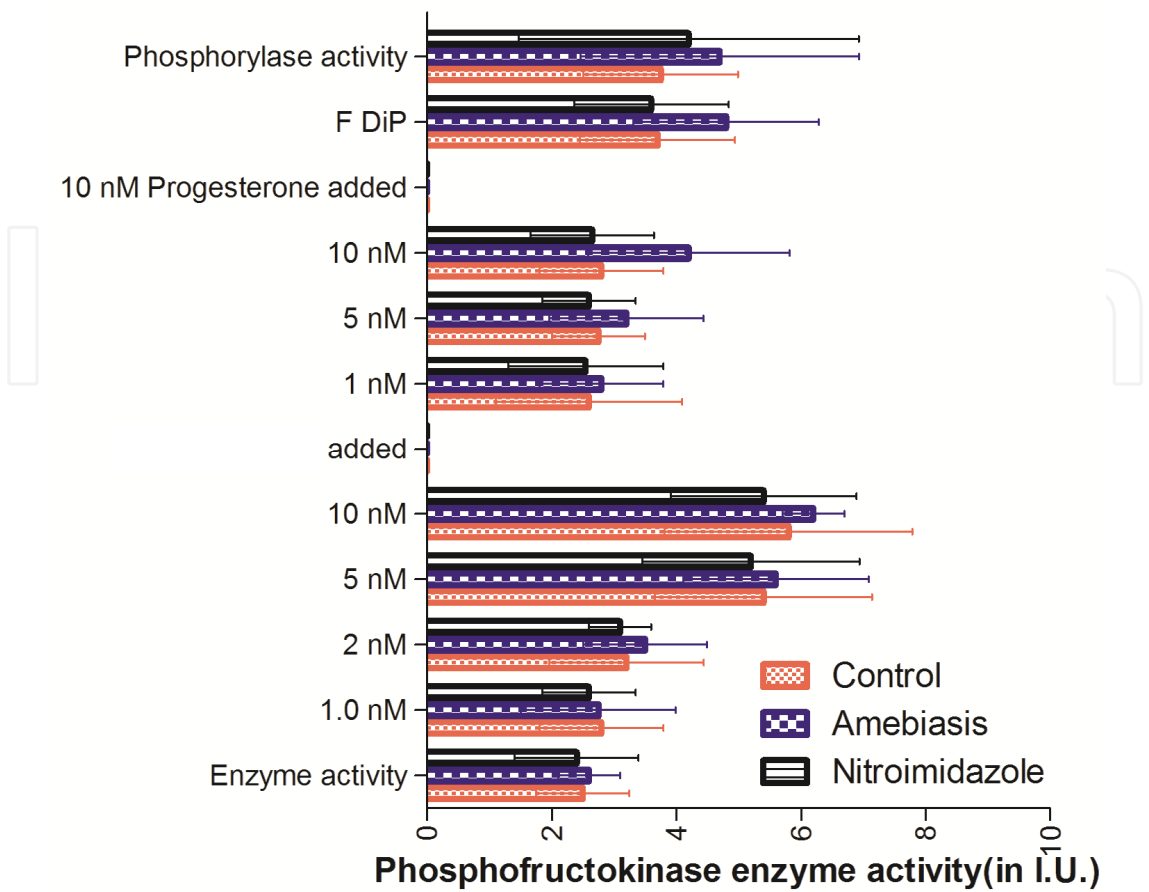 Phosphorylase activity
F DiP
10 nM Progesterone added
10 nM
5 nM
1 nM
added
10 nM
5 nM
2 nM
1.0 nM
Enzyme activity
Control
Amebiasis
Nitroimidazole
0 2 4 6 8 10
Phosphofructokinase enzyme activity(in I.U.)